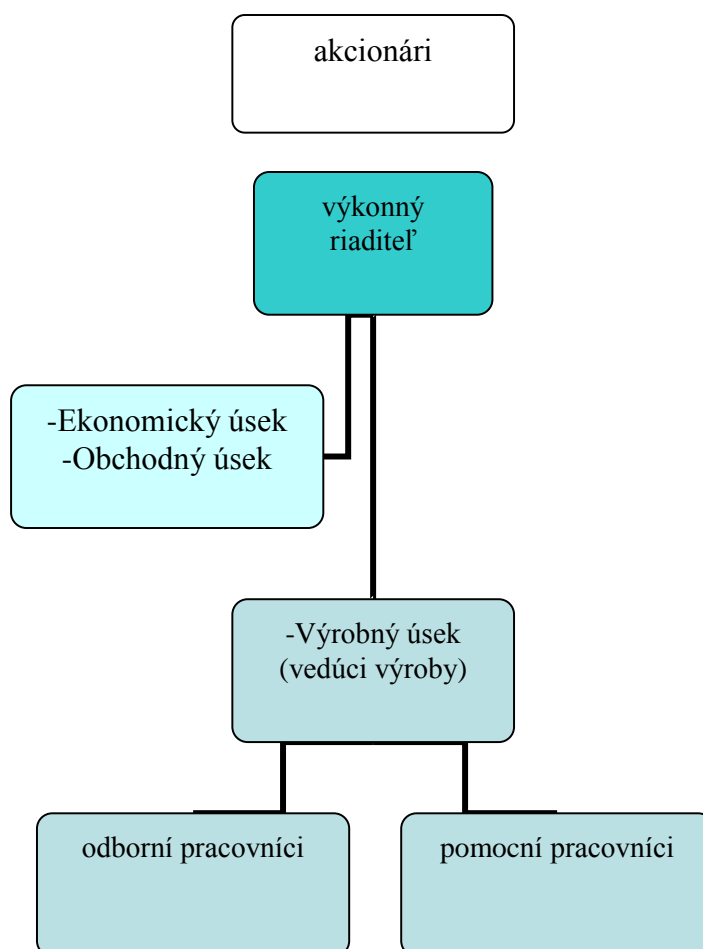 akcionári
výkonný
riaditeľ
-Ekonomický úsek
-Obchodný úsek
-Výrobný úsek
(vedúci výroby)
odborní pracovníci
pomocní pracovníci